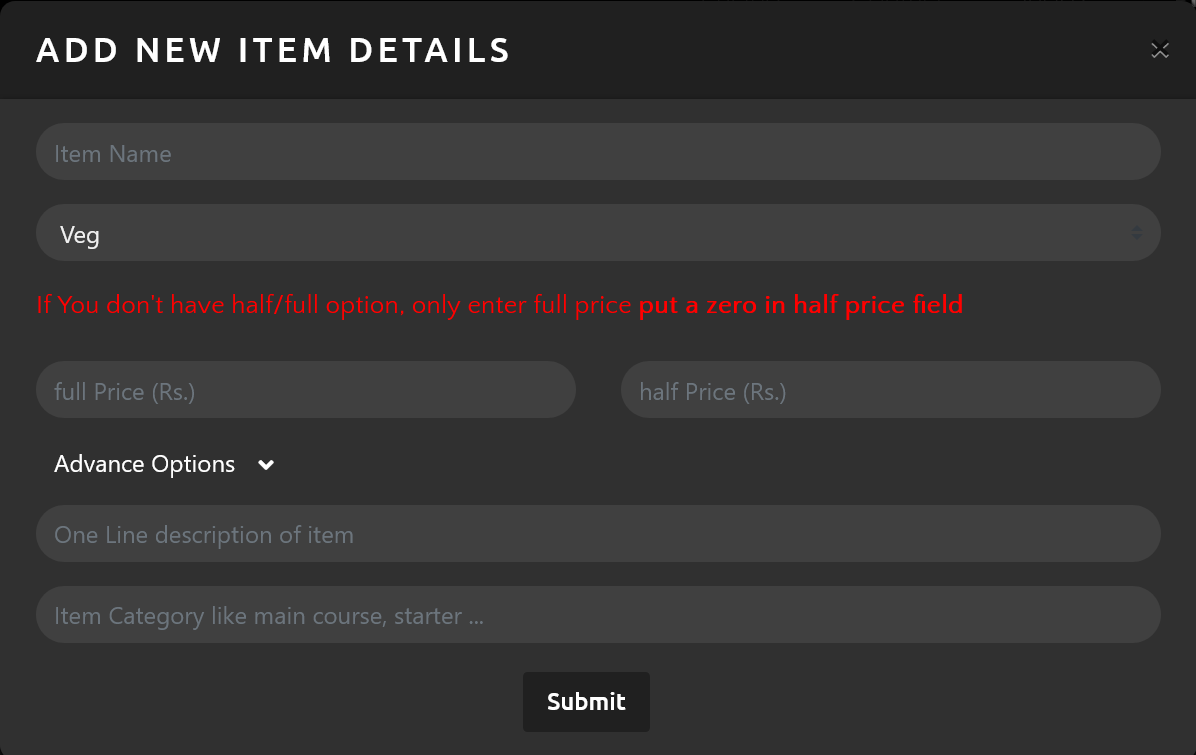 ADD NEW ITEM DETAILS
Item Name
Veg
If You don't have half/full option, only enter full price put a zero in half price field
full Price (Rs.)
half Price (Rs.)
Advance Options
One Line description of item
Item Category like main course, starter ...
Submit